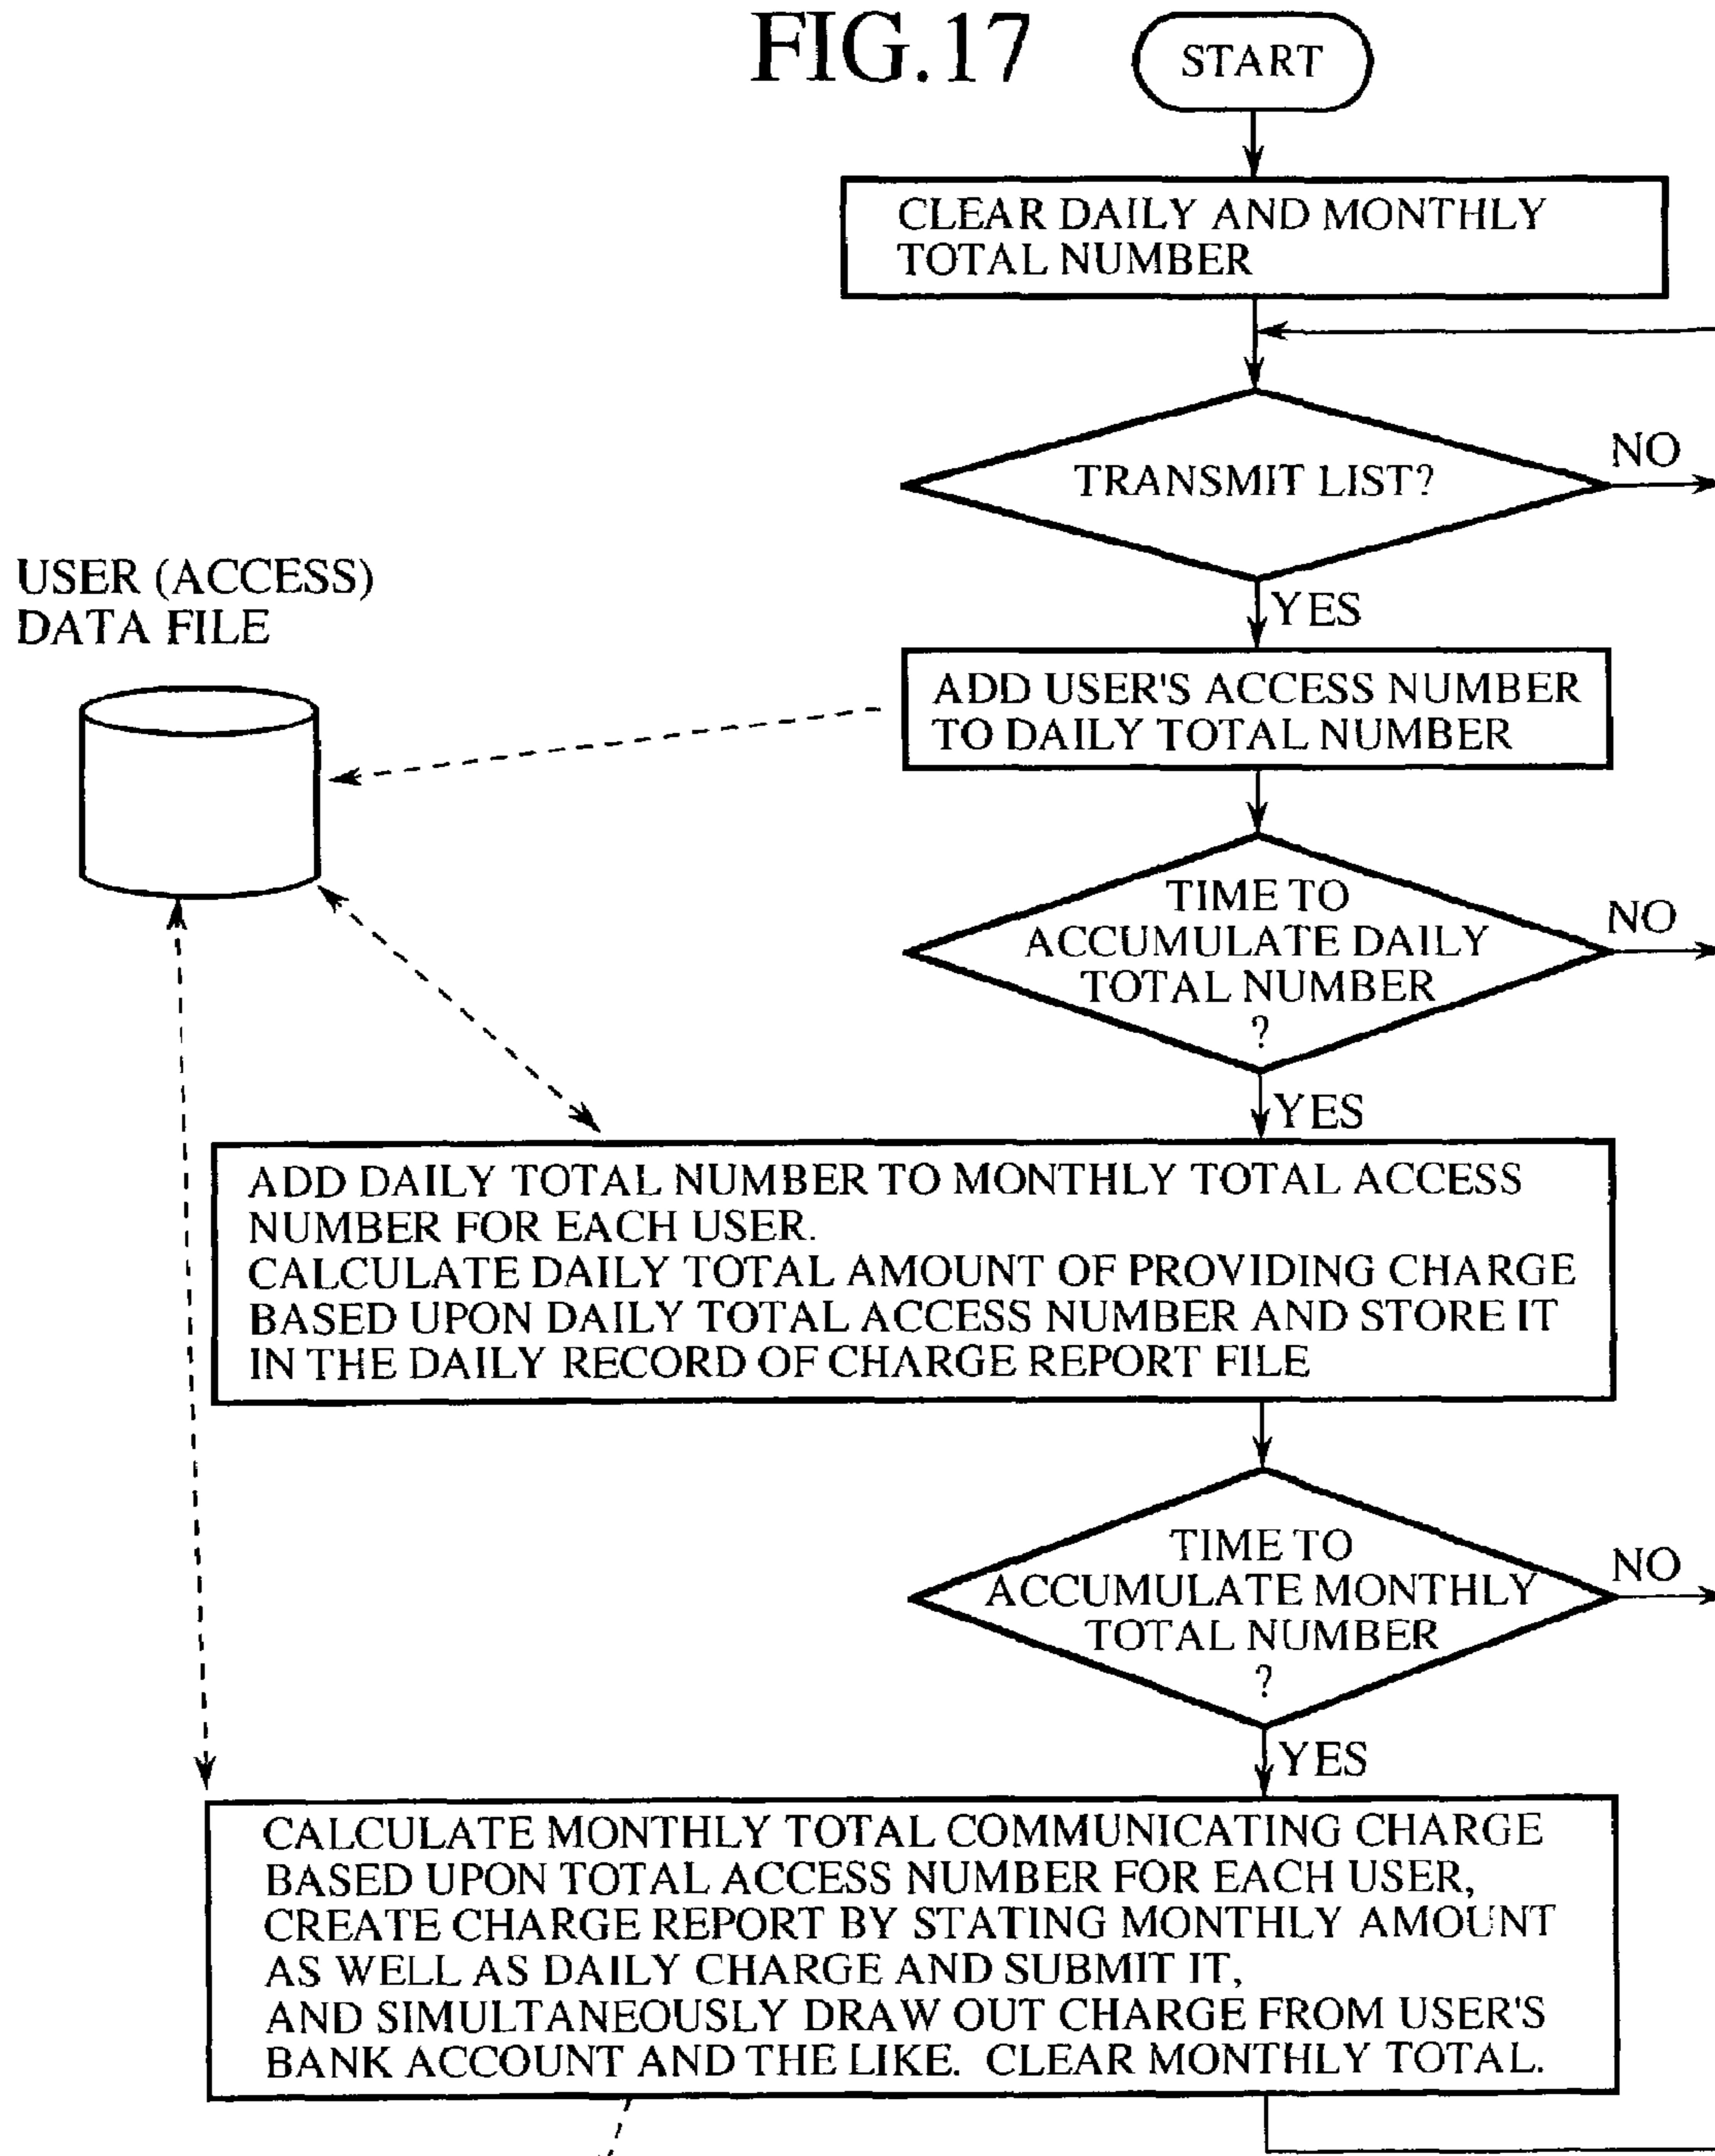 FIG.17
START
CLEAR DAILY AND MONTHLY
TOTAL NUMBER
TRANSMIT LIST?
NO
YES
USER (ACCESS)
DATA FILE
ADD USER'S ACCESS NUMBER
TO DAILY TOTAL NUMBER
TIME TO
ACCUMULATE DAILY
TOTAL NUMBER
?
NO
YES
ADD DAILY TOTAL NUMBER TO MONTHLY TOTAL ACCESS
NUMBER FOR EACH USER.
CALCULATE DAILY TOTAL AMOUNT OF PROVIDING CHARGE
BASED UPON DAILY TOTAL ACCESS NUMBER AND STORE IT
IN THE DAILY RECORD OF CHARGE REPORT FILE
TIME TO
ACCUMULATE MONTHLY
TOTAL NUMBER
?
NO
YES
CALCULATE MONTHLY TOTAL COMMUNICATING CHARGE
BASED UPON TOTAL ACCESS NUMBER FOR EACH USER,
CREATE CHARGE REPORT BY STATING MONTHLY AMOUNT
AS WELL AS DAILY CHARGE AND SUBMIT IT,
AND SIMULTANEOUSLY DRAW OUT CHARGE FROM USER'S
BANK ACCOUNT AND THE LIKE. CLEAR MONTHLY TOTAL.